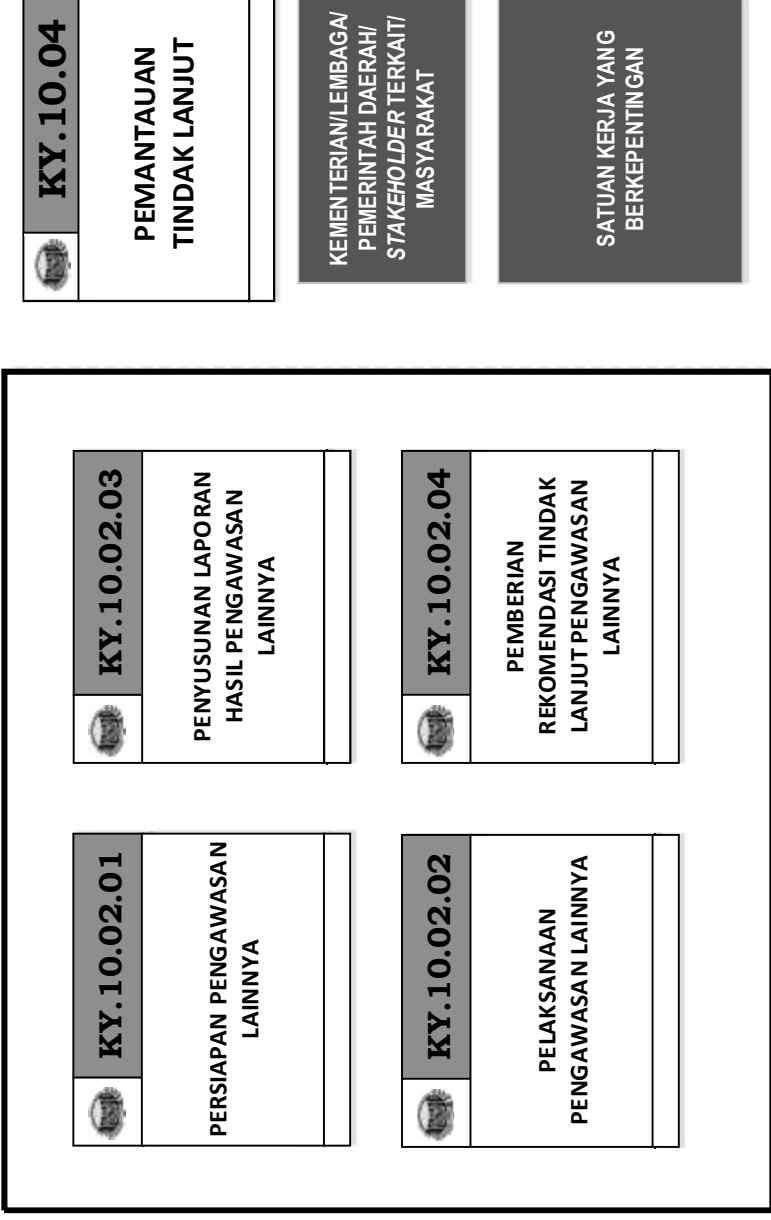 KY.10.02.01
PERSIAPAN PENGAWASAN
LAINNYA
KY.10.02.02
PELAKSANAAN
PENGAWASAN LAINNYA
KY.10.02.03
PENYUSUNAN LAPORAN
HASIL PENGAWASAN
LAINNYA
KY.10.02.04
PEMBERIAN
REKOMENDASI TINDAK
LANJUT PENGAWASAN
LAINNYA
KY.10.04
PEMANTAUAN
TINDAK LANJUT
KEMENTERIAN/LEMBAGA/
PEMERINTAH DAERAH/
STAKEHOLDER TERKAIT/
MASYARAKAT
SATUAN KERJA YANG
BERKEPENTINGAN